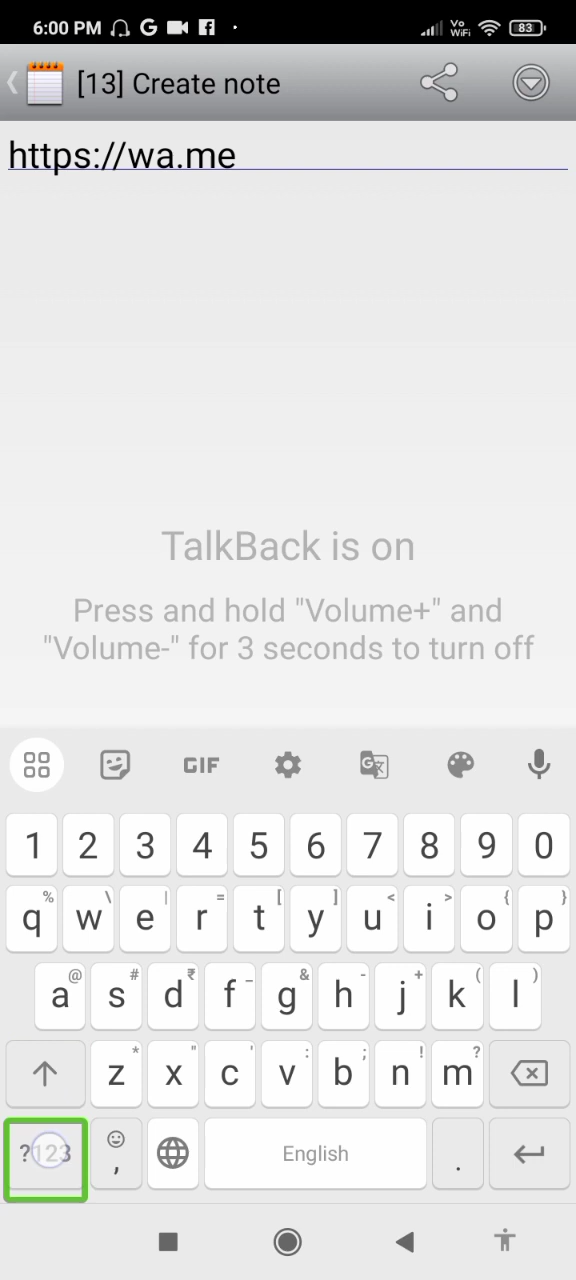 6:00 PM
Vo
WiFi
83
[13] Create note
https://wa.me
TalkBack is on
Press and hold "Volume+" and
"Volume-" for 3 seconds to turn off
GIF
1 2 3 4 5 6 7 8 9 0
% \ | = [ ] < > { }
q w e r t y u i o p
@ # ₹ _ & - + ( )
a s d f g h j k l
* " ' : ; ! ?
z x c v b n m
?123 , English .